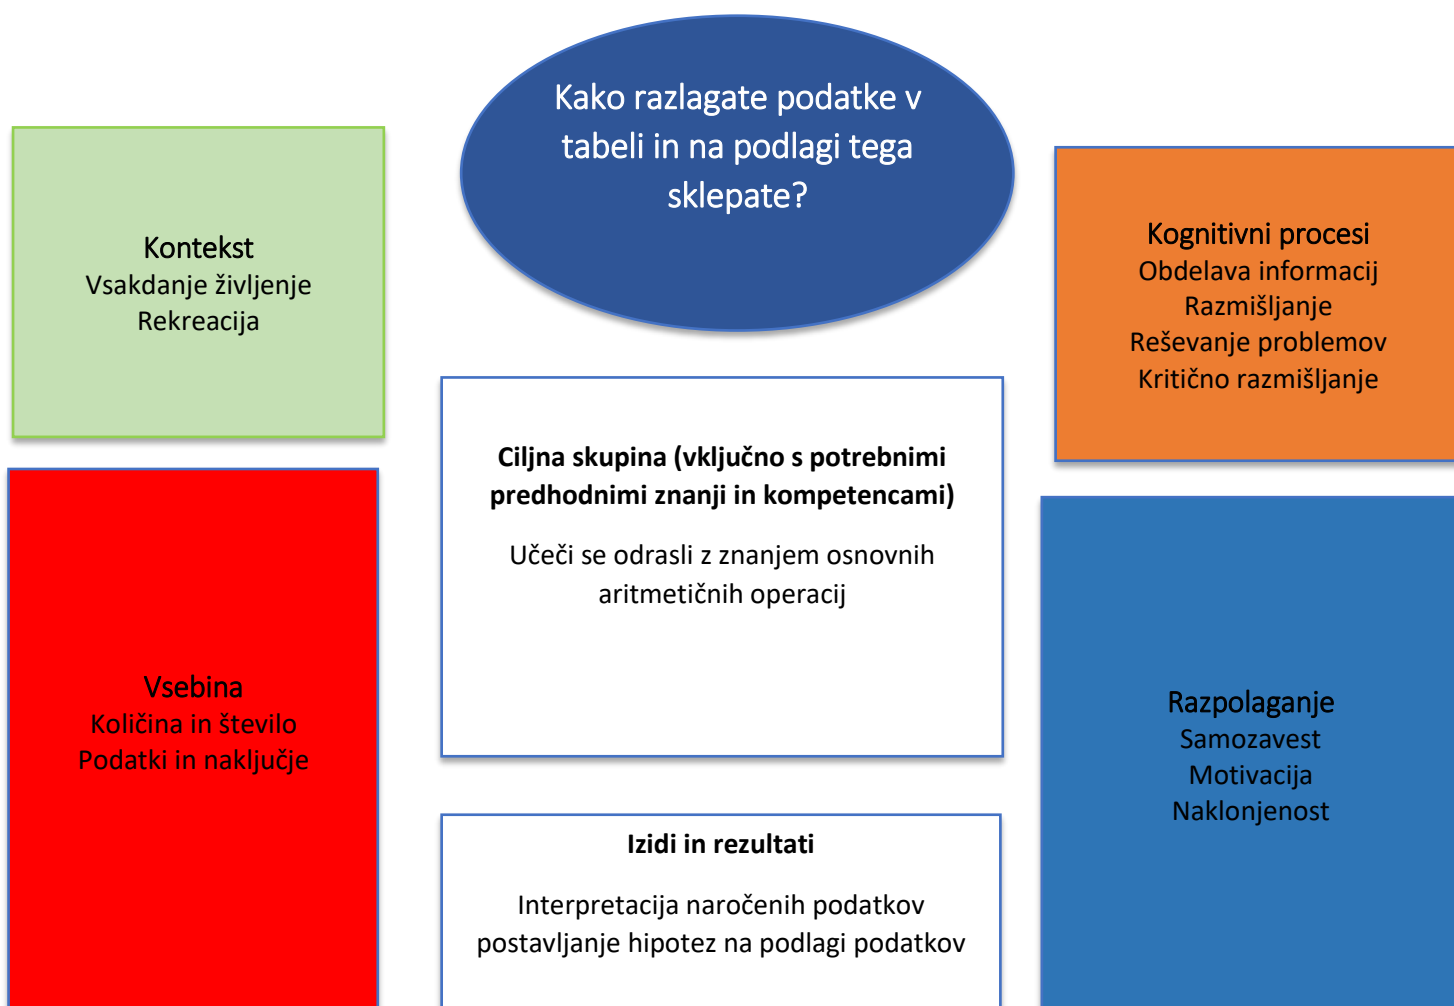 Kako razlagate podatke v
tabeli in na podlagi tega
sklepate?
Kontekst
Vsakdanje življenje
Rekreacija
Kognitivni procesi
Obdelava informacij
Razmišljanje
Reševanje problemov
Kritično razmišljanje
Ciljna skupina (vključno s potrebnimi
predhodnimi znanji in kompetencami)
Učeči se odrasli z znanjem osnovnih
aritmetičnih operacij
Vsebina
Količina in število
Podatki in naključje
Razpolaganje
Samozavest
Motivacija
Naklonjenost
Izidi in rezultati
Interpretacija naročenih podatkov
postavljanje hipotez na podlagi podatkov